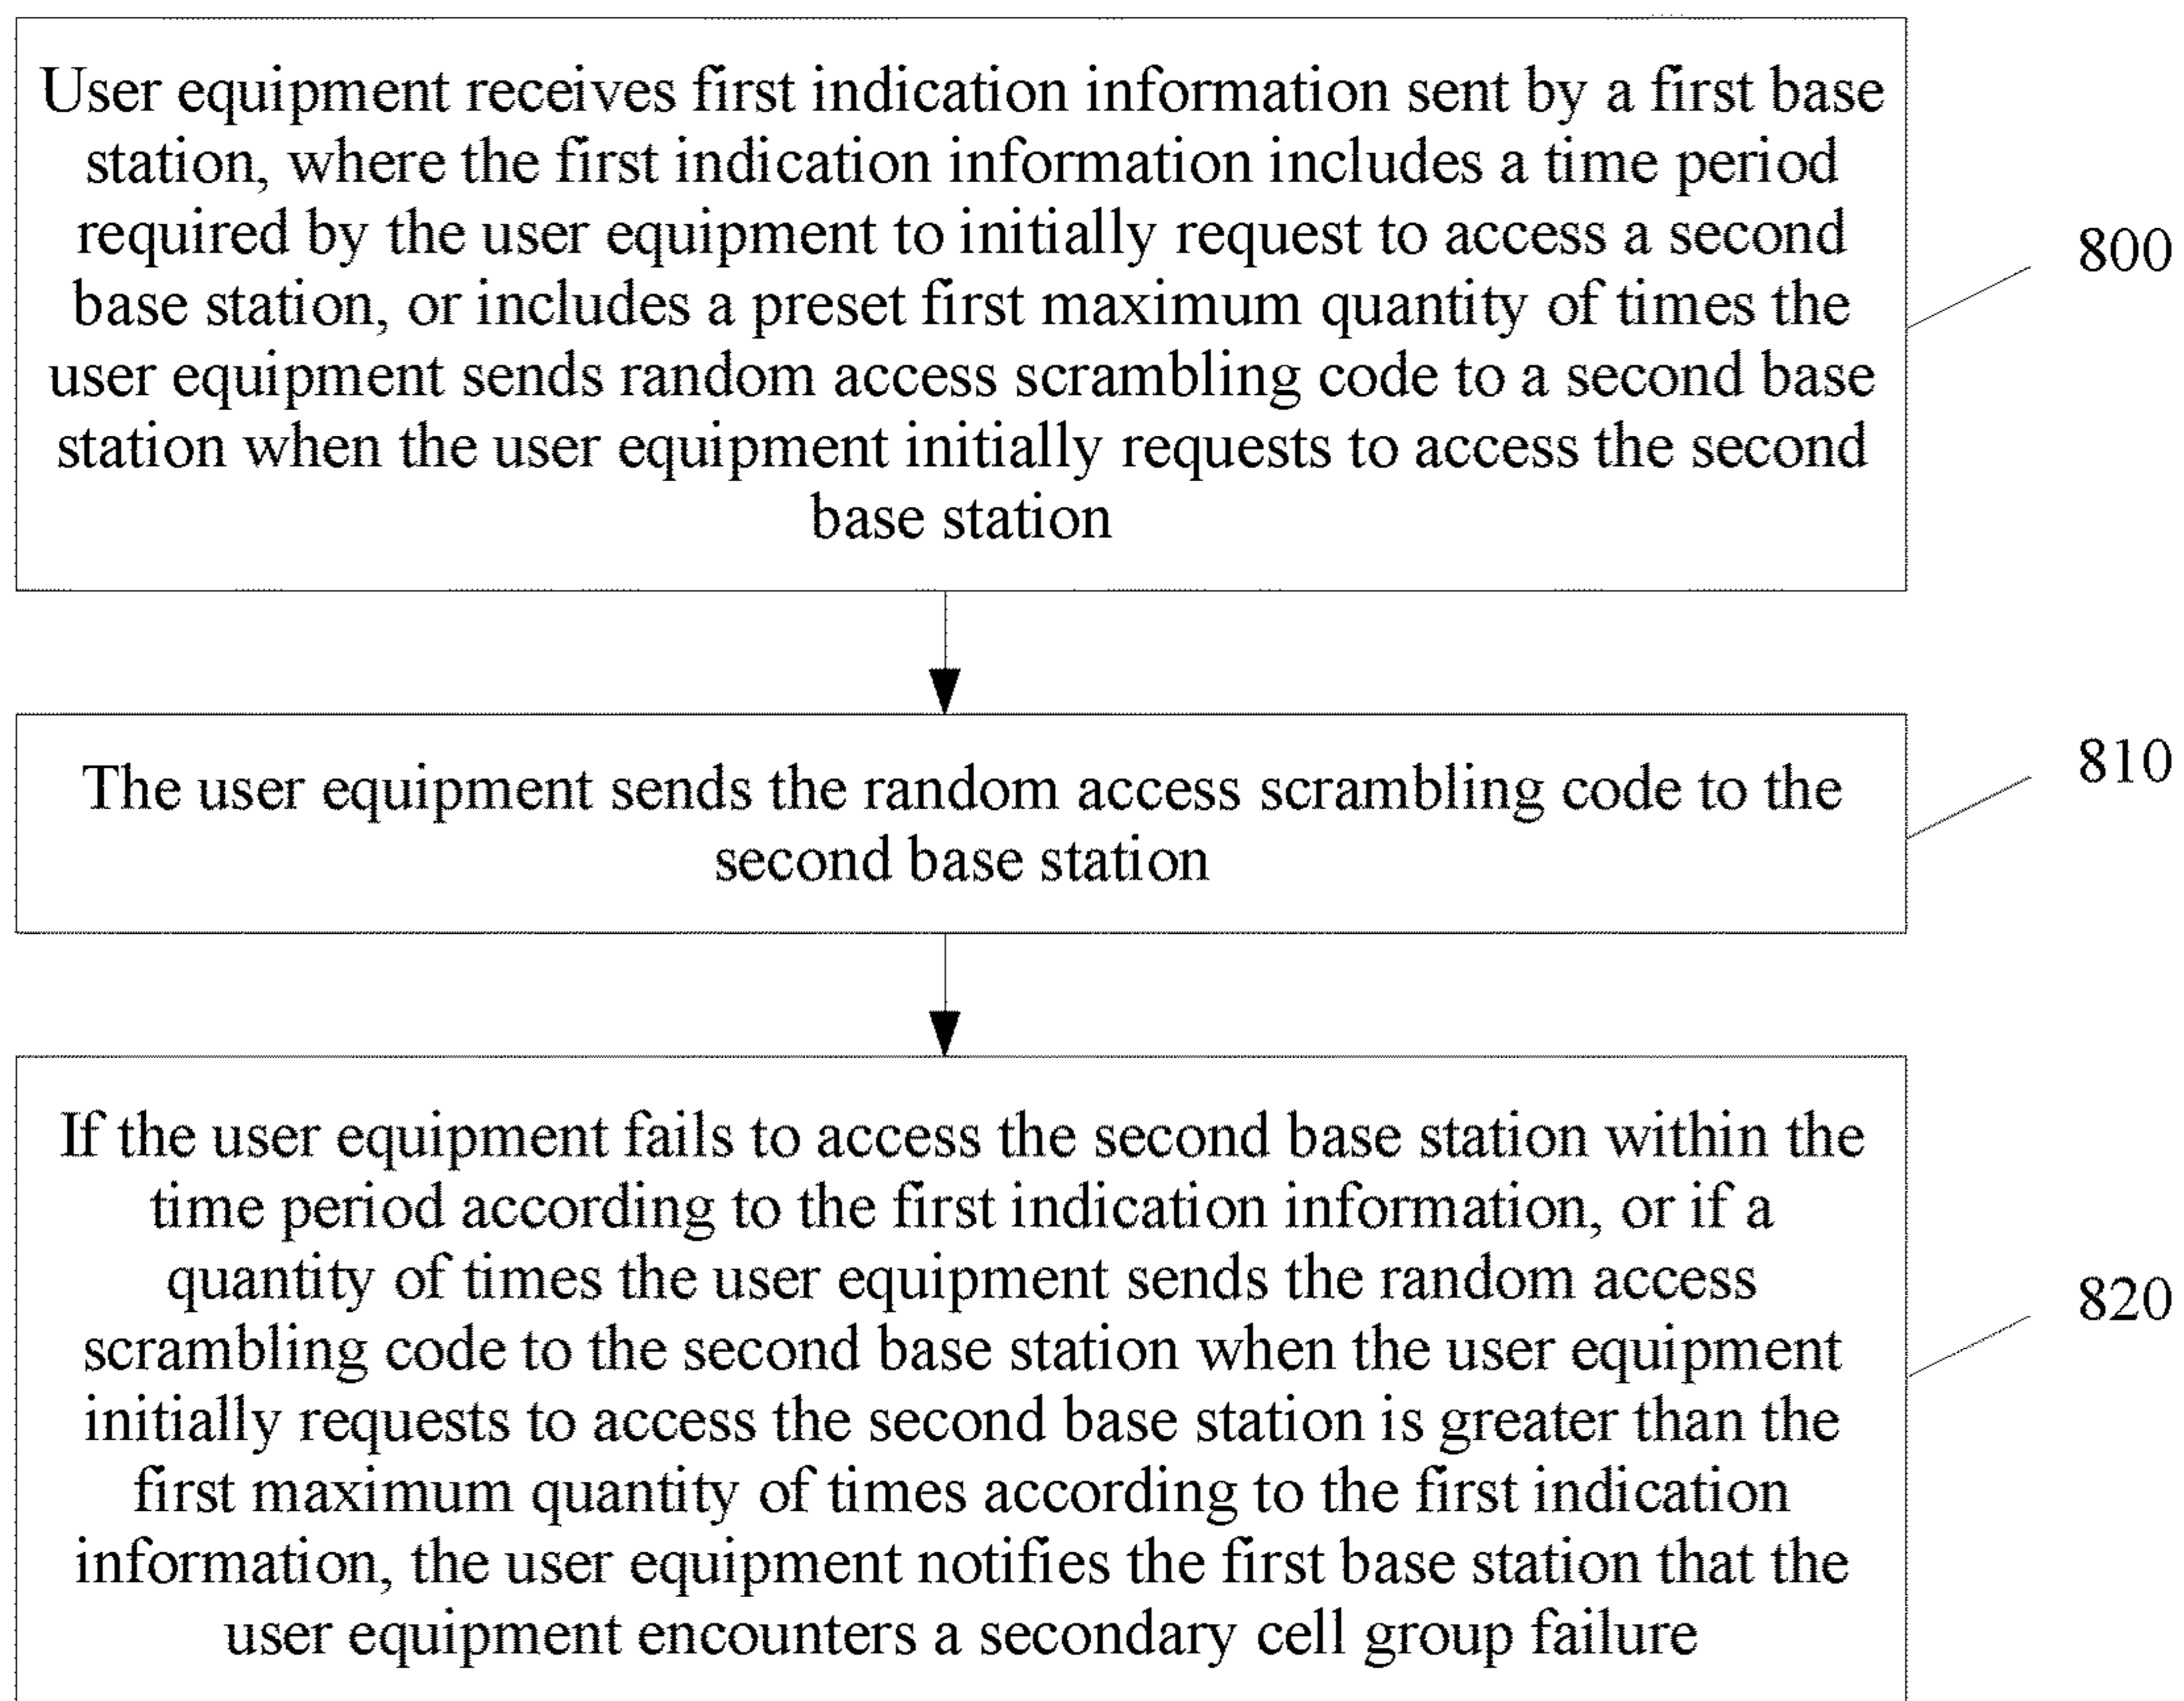 User equipment receives first indication information sent by a first base
station, where the first indication information includes a time period
required by the user equipment to initially request to access a second
base station, or includes a preset first maximum quantity of times the
user equipment sends random access scrambling code to a second base
station when the user equipment initially requests to access the second
base station
800
The user equipment sends the random access scrambling code to the
second base station
810
If the user equipment fails to access the second base station within the
time period according to the first indication information, or if a
quantity of times the user equipment sends the random access
scrambling code to the second base station when the user equipment
initially requests to access the second base station is greater than the
first maximum quantity of times according to the first indication
information, the user equipment notifies the first base station that the
user equipment encounters a secondary cell group failure
820